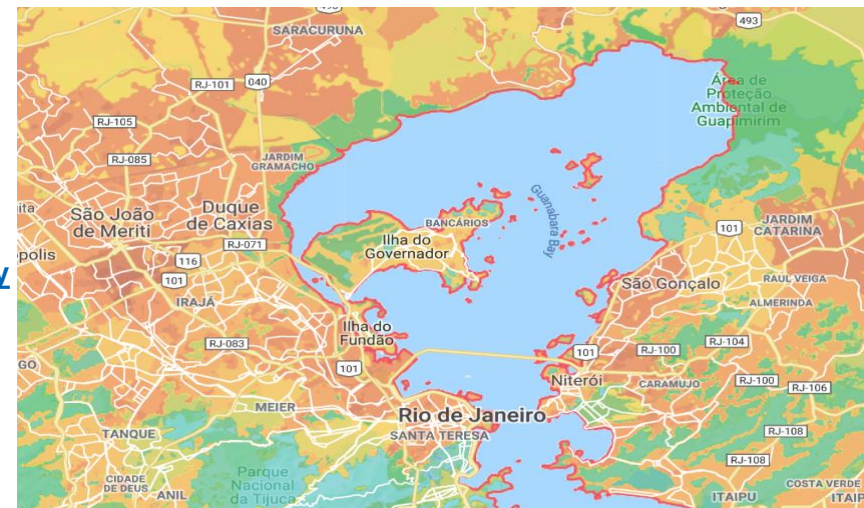 493
SARACURUNA
RJ-101
040
Área de
Proteção
Ambiental de
Guapimirim
RJ-105
RJ-085
JARDIM
GRAMACHO
ita
São João
de Meriti
Duque
de Caxias
BANCÁRIOS
Guanabara Bay
101
JARDIM
CATARINA
RJ-071
Ilha do
Governador
opolis
116
101
y
IRAJÁ
São Gonçalo
RAUL VEIGA
ALMERINDA
Ilha do
Fundão
RJ-083
101
GO
101
RJ-100
RJ-104
Niterói
CARAMUJO
RJ-100
RJ-106
MEIER
Rio de Janeiro
TANQUE
SANTA TERESA
RJ-108
RJ-108
CIDADE
DE DEUS
ANIL
Parque
Nacional
da Tijuca
COSTA VERDE
ITAIPU
ITAIP